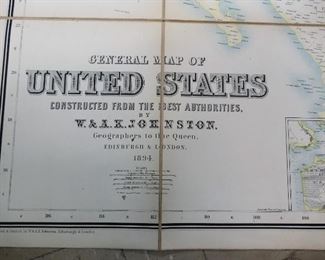 GENERAL MAP OF
UNITED STATES
CONSTRUCTED FROM THE BEST AUTHORITIES,
BY
W. & A.K. JOHNSTON.
Geographers to the Queen,
EDINBURGH & LONDON.
1894.